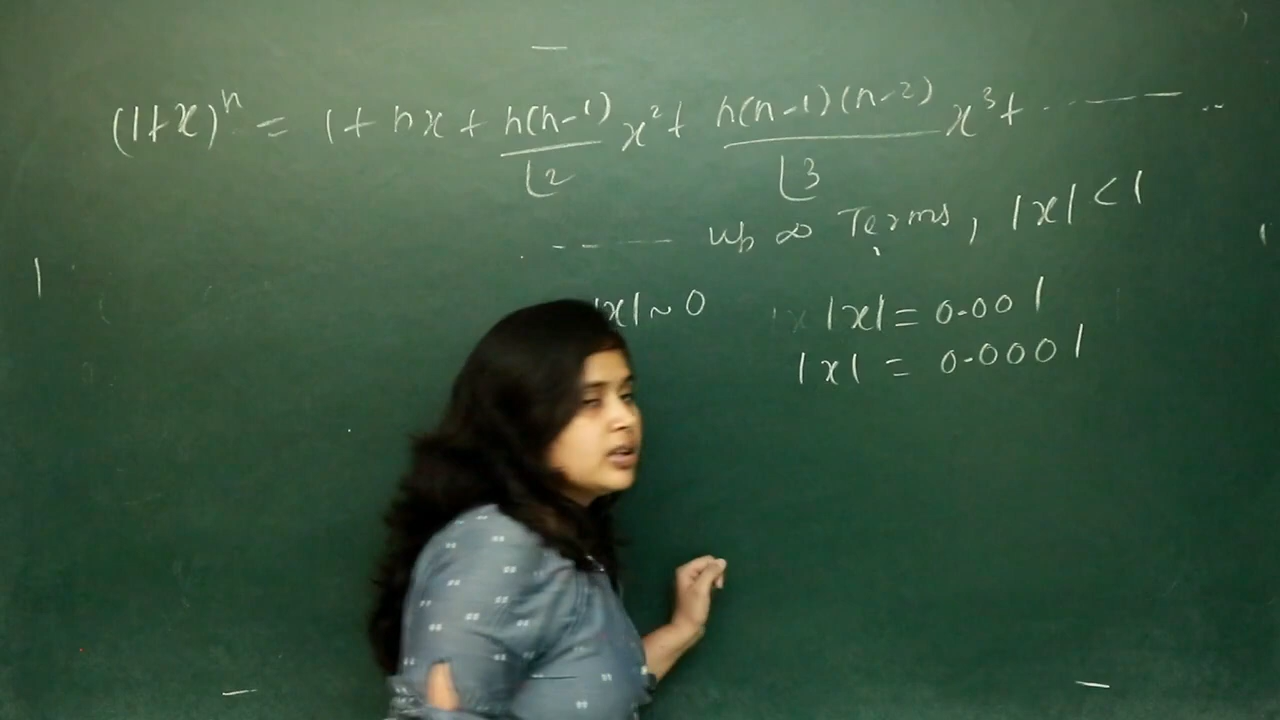 (1+x)^n = 1 + nx + n(n-1)/⌊2 x² + n(n-1)(n-2)/⌊3 x³ + ----- ..
---- up ∞ Terms, |x| < 1
|x| ~ 0 |x| = 0.001
|x| = 0.0001